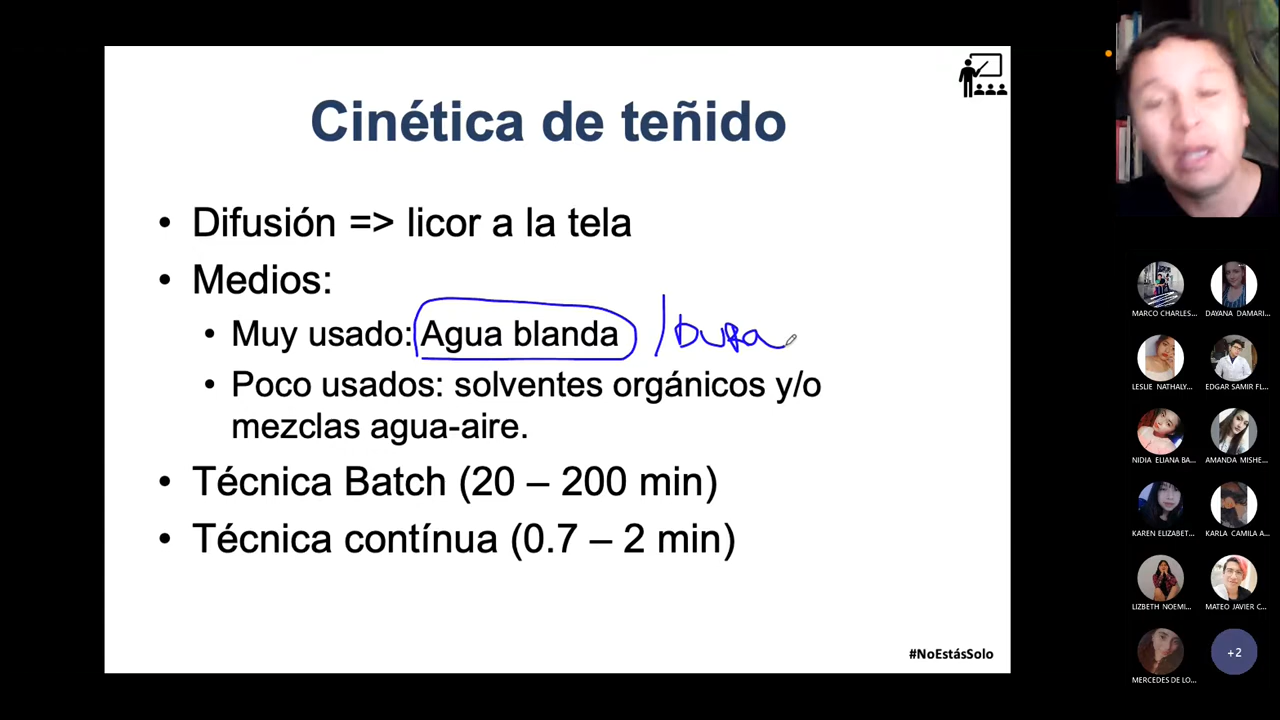 Cinética de teñido
• Difusión => licor a la tela
• Medios:
• Muy usado: Agua blanda / dura
• Poco usados: solventes orgánicos y/o
mezclas agua-aire.
• Técnica Batch (20 – 200 min)
• Técnica contínua (0.7 – 2 min)
#NoEstásSolo
MARCO CHARLES... DAYANA DAMARI...
LESLIE NATHALY... EDGAR SAMIR FL...
NIDIA ELIANA BA... AMANDA MISHE...
KAREN ELIZABET... KARLA CAMILA A...
LIZBETH NOEMI... MATEO JAVIER C...
+2
MERCEDES DE LO...